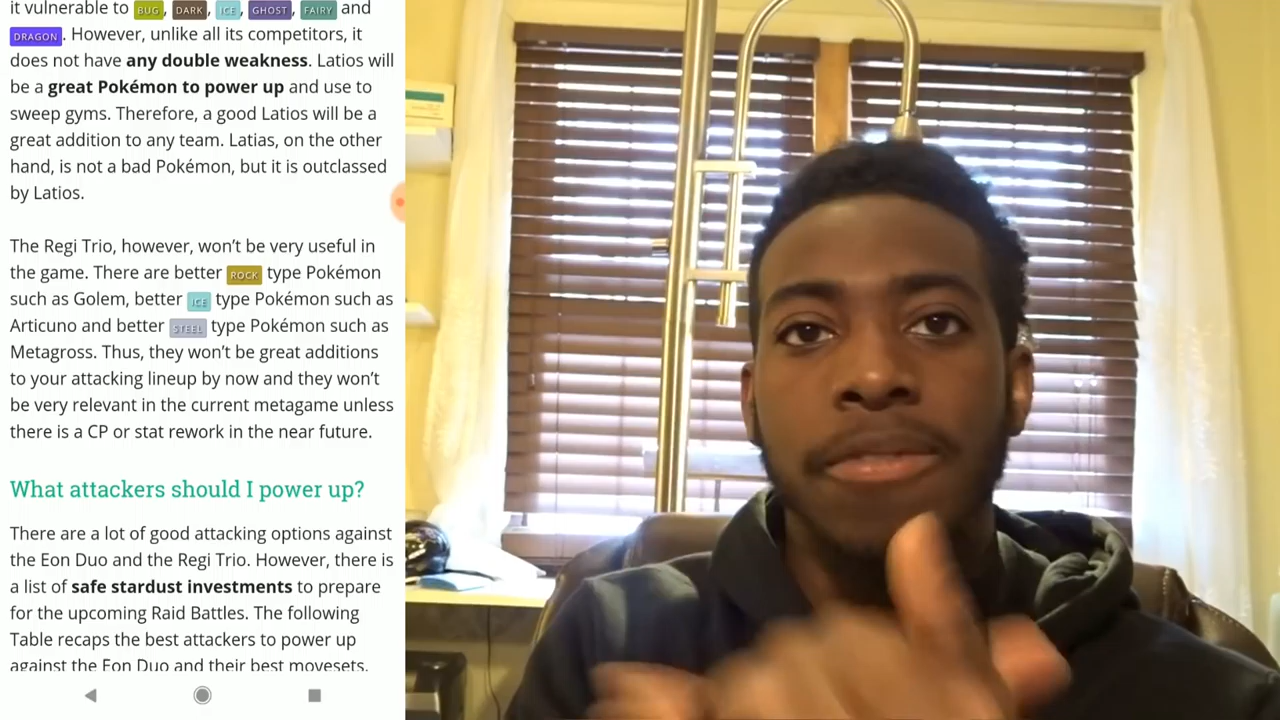 it vulnerable to BUG, DARK, ICE, GHOST, FAIRY and
DRAGON. However, unlike all its competitors, it
does not have any double weakness. Latios will
be a great Pokémon to power up and use to
sweep gyms. Therefore, a good Latios will be a
great addition to any team. Latias, on the other
hand, is not a bad Pokémon, but it is outclassed
by Latios.
The Regi Trio, however, won’t be very useful in
the game. There are better ROCK type Pokémon
such as Golem, better ICE type Pokémon such as
Articuno and better STEEL type Pokémon such as
Metagross. Thus, they won’t be great additions
to your attacking lineup by now and they won’t
be very relevant in the current metagame unless
there is a CP or stat rework in the near future.
What attackers should I power up?
There are a lot of good attacking options against
the Eon Duo and the Regi Trio. However, there is
a list of safe stardust investments to prepare
for the upcoming Raid Battles. The following
Table recaps the best attackers to power up
against the Eon Duo and their best movesets.